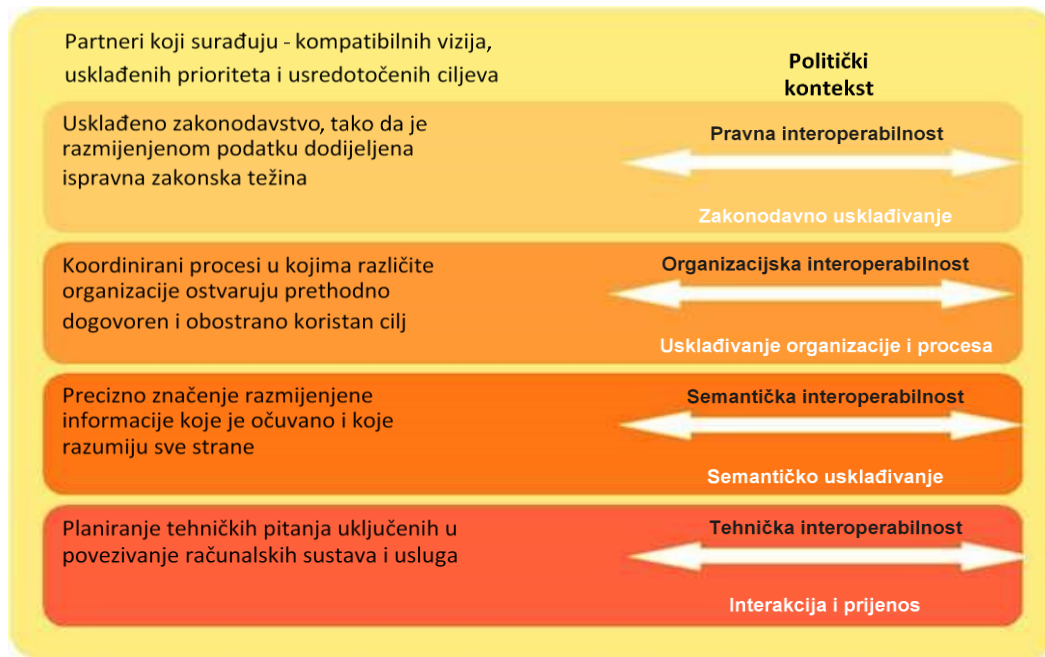 Partneri koji surađuju - kompatibilnih vizija,
usklađenih prioriteta i usredotočenih ciljeva
Politički
kontekst
Usklađeno zakonodavstvo, tako da je
razmijenjenom podatku dodijeljena
ispravna zakonska težina
Pravna interoperabilnost
Zakonodavno usklađivanje
Koordinirani procesi u kojima različite
organizacije ostvaruju prethodno
dogovoren i obostrano koristan cilj
Organizacijska interoperabilnost
Usklađivanje organizacije i procesa
Precizno značenje razmijenjene
informacije koje je očuvano i koje
razumiju sve strane
Semantička interoperabilnost
Semantičko usklađivanje
Planiranje tehničkih pitanja uključenih u
povezivanje računalskih sustava i usluga
Tehnička interoperabilnost
Interakcija i prijenos